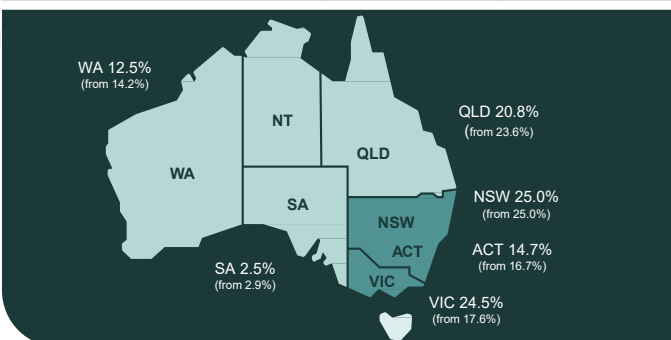 WA 12.5%
(from 14.2%)
NT
QLD 20.8%
(from 23.6%)
QLD
WA
SA
NSW 25.0%
(from 25.0%)
NSW
ACT
ACT 14.7%
(from 16.7%)
SA 2.5%
(from 2.9%)
VIC
VIC 24.5%
(from 17.6%)